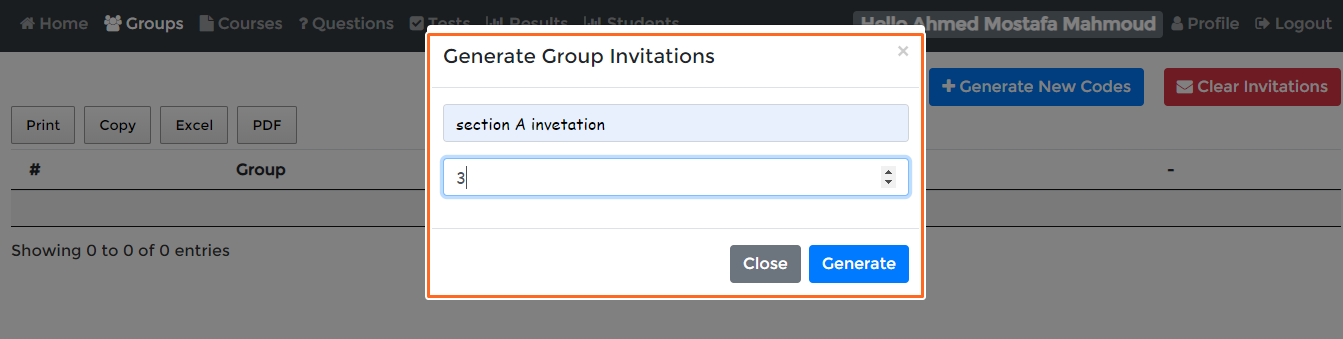 Home Groups Courses ? Questions Tests Results Students Hello Ahmed Mostafa Mahmoud Profile Logout
Generate Group Invitations ×
Generate New Codes Clear Invitations
section A invetation
Print Copy Excel PDF
# Group -
3
Showing 0 to 0 of 0 entries
Close Generate